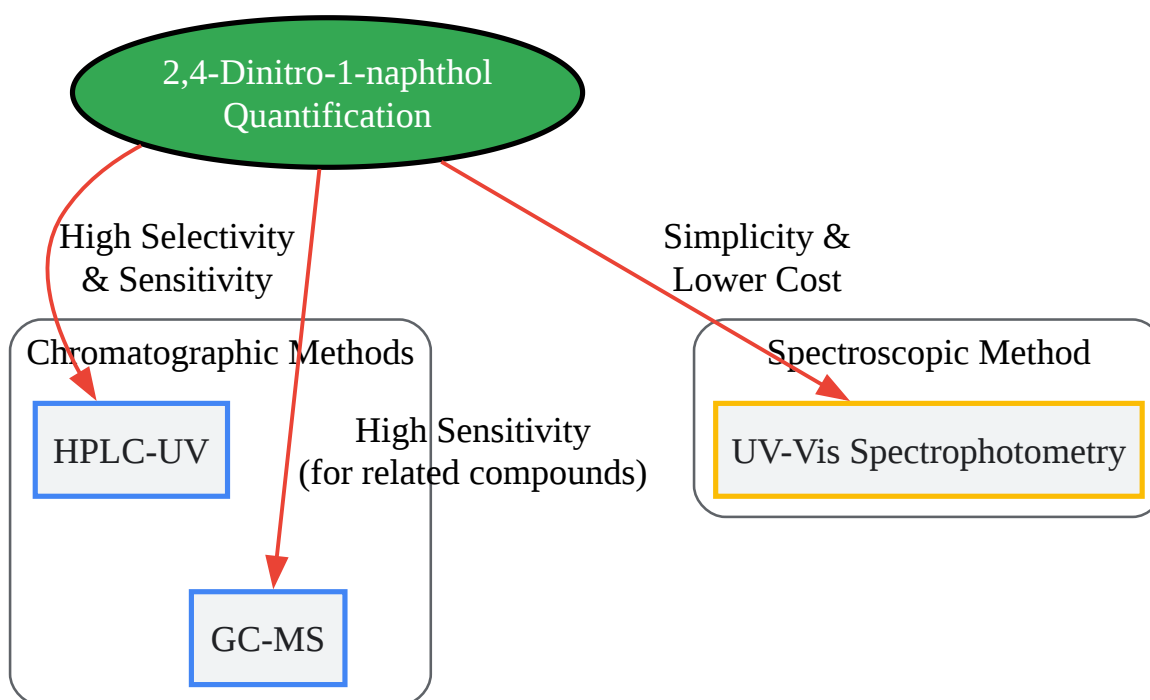 2,4-Dinitro-1-naphthol
Quantification
High Selectivity
& Sensitivity
Simplicity &
Lower Cost
Chromatographic Methods
Spectroscopic Method
HPLC-UV
High Sensitivity
(for related compounds)
UV-Vis Spectrophotometry
GC-MS